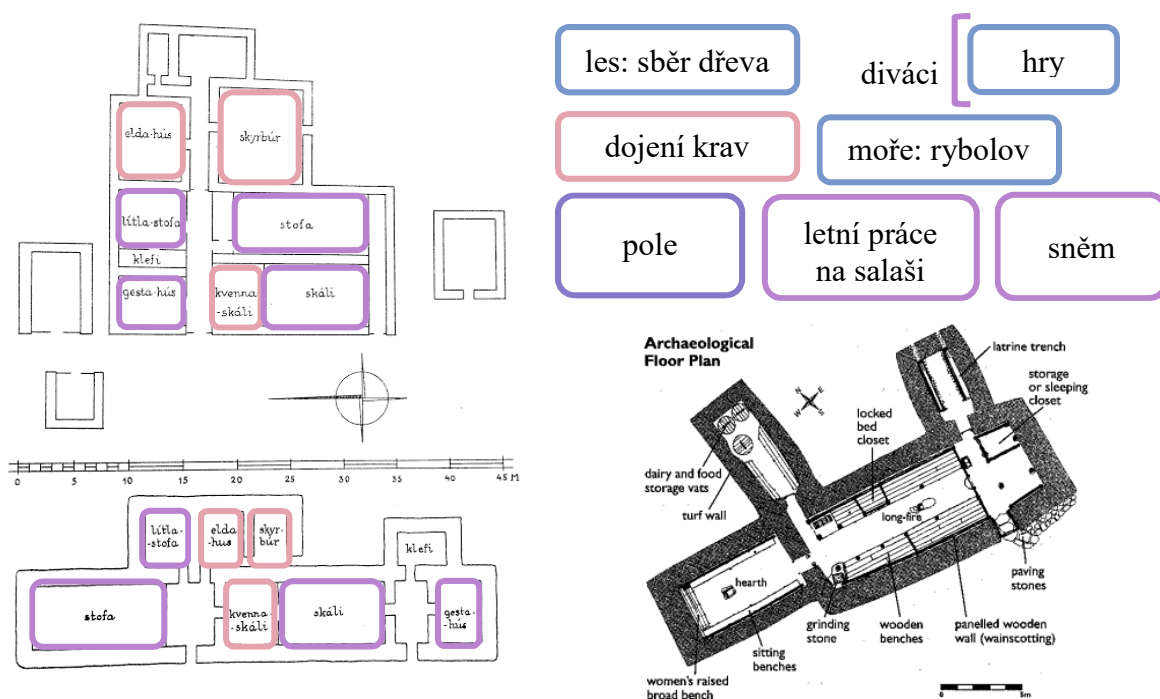 elda-hús
skyrbúr
lítla-stofa
stofa
klefi
gesta-hús
kvenna
-skáli
skáli
0 5 10 15 20 25 30 35 40 45 M
lítla-
-stofa
elda
-hus
skyr-
búr
klefi
stofa
kvenna-
-skáli
skáli
gesta-
-hús
les: sběr dřeva
diváci
hry
dojení krav
moře: rybolov
pole
letní práce
na salaši
sněm
Archaeological
Floor Plan
N
E
W
S
latrine trench
storage
or sleeping
closet
locked
bed
closet
dairy and food
storage vats
turf wall
long-fire
hearth
paving
stones
grinding
stone
wooden
benches
panelled wooden
wall (wainscotting)
sitting
benches
women's raised
broad bench
0
5m